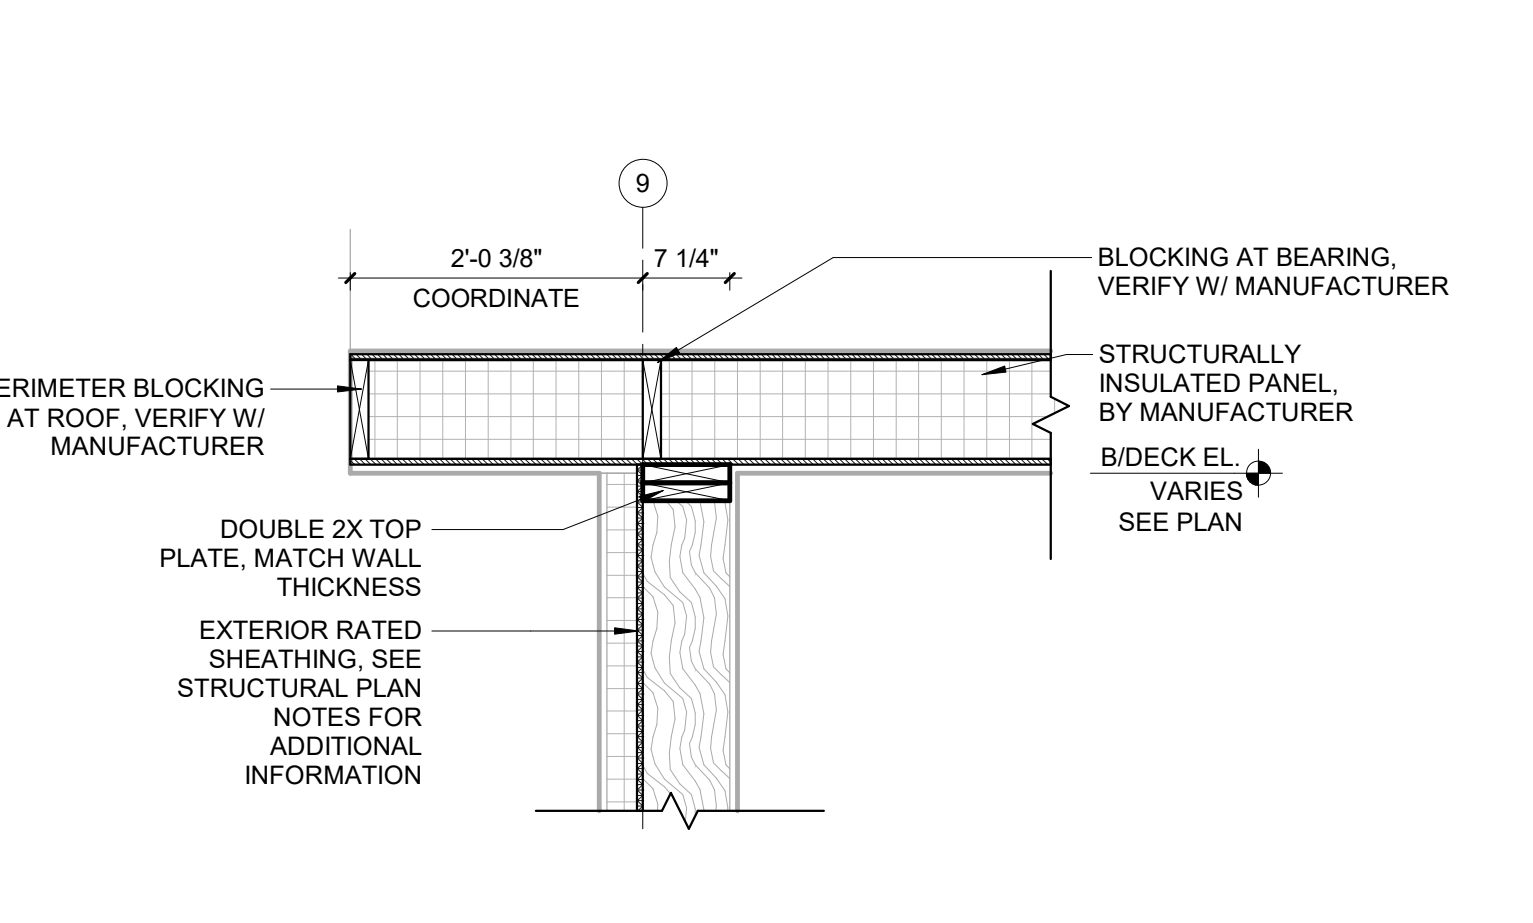 9
2'-0 3/8"
7 1/4"
COORDINATE
BLOCKING AT BEARING,
VERIFY W/ MANUFACTURER
STRUCTURALLY
INSULATED PANEL,
BY MANUFACTURER
ERIMETER BLOCKING
AT ROOF, VERIFY W/
MANUFACTURER
B/DECK EL.
VARIES
SEE PLAN
DOUBLE 2X TOP
PLATE, MATCH WALL
THICKNESS
EXTERIOR RATED
SHEATHING, SEE
STRUCTURAL PLAN
NOTES FOR
ADDITIONAL
INFORMATION